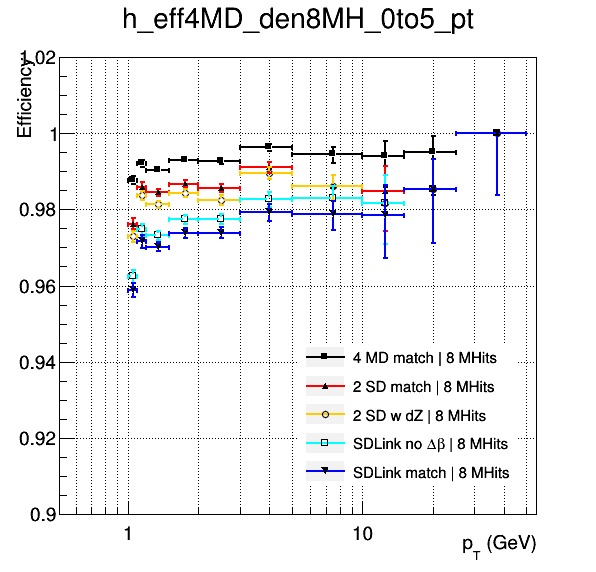 h_eff4MD_den8MH_0to5_pt
Efficiency
1.02
1
0.98
0.96
0.94
0.92
0.9
4 MD match | 8 MHits
2 SD match | 8 MHits
2 SD w dZ | 8 MHits
SDLink no Δβ | 8 MHits
SDLink match | 8 MHits
1
10
p_T (GeV)